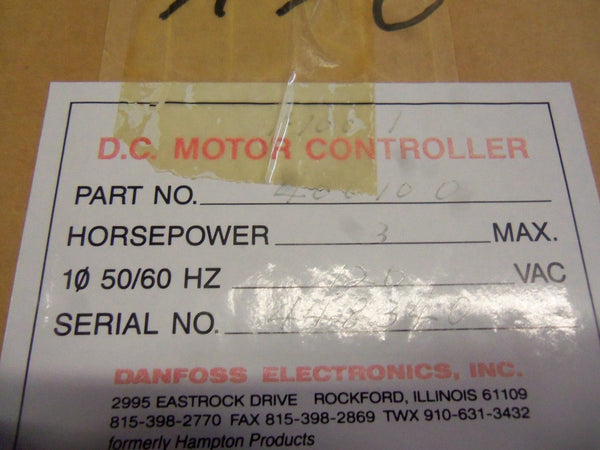 D.C. MOTOR CONTROLLER
PART NO. 400100
HORSEPOWER 3 MAX.
1Ø 50/60 HZ VAC
SERIAL NO.
DANFOSS ELECTRONICS, INC.
2995 EASTROCK DRIVE ROCKFORD, ILLINOIS 61109
815-398-2770 FAX 815-398-2869 TWX 910-631-3432
formerly Hampton Products